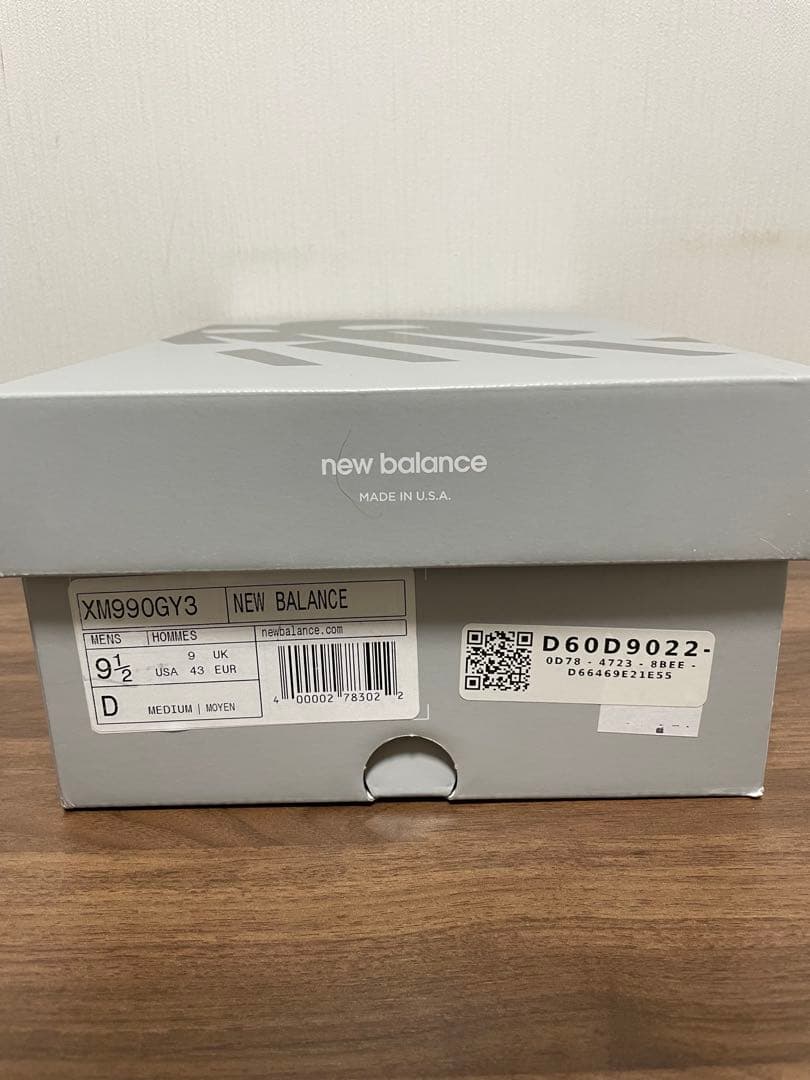 new balance
MADE IN U.S.A.
XM990GY3 NEW BALANCE
MENS HOMMES newbalance.com
9½ USA 9 UK 43 EUR
D MEDIUM | MOYEN
4 00002 78302 2
D60D9022-
0D78 - 4723 - 8BEE -
D66469E21E55